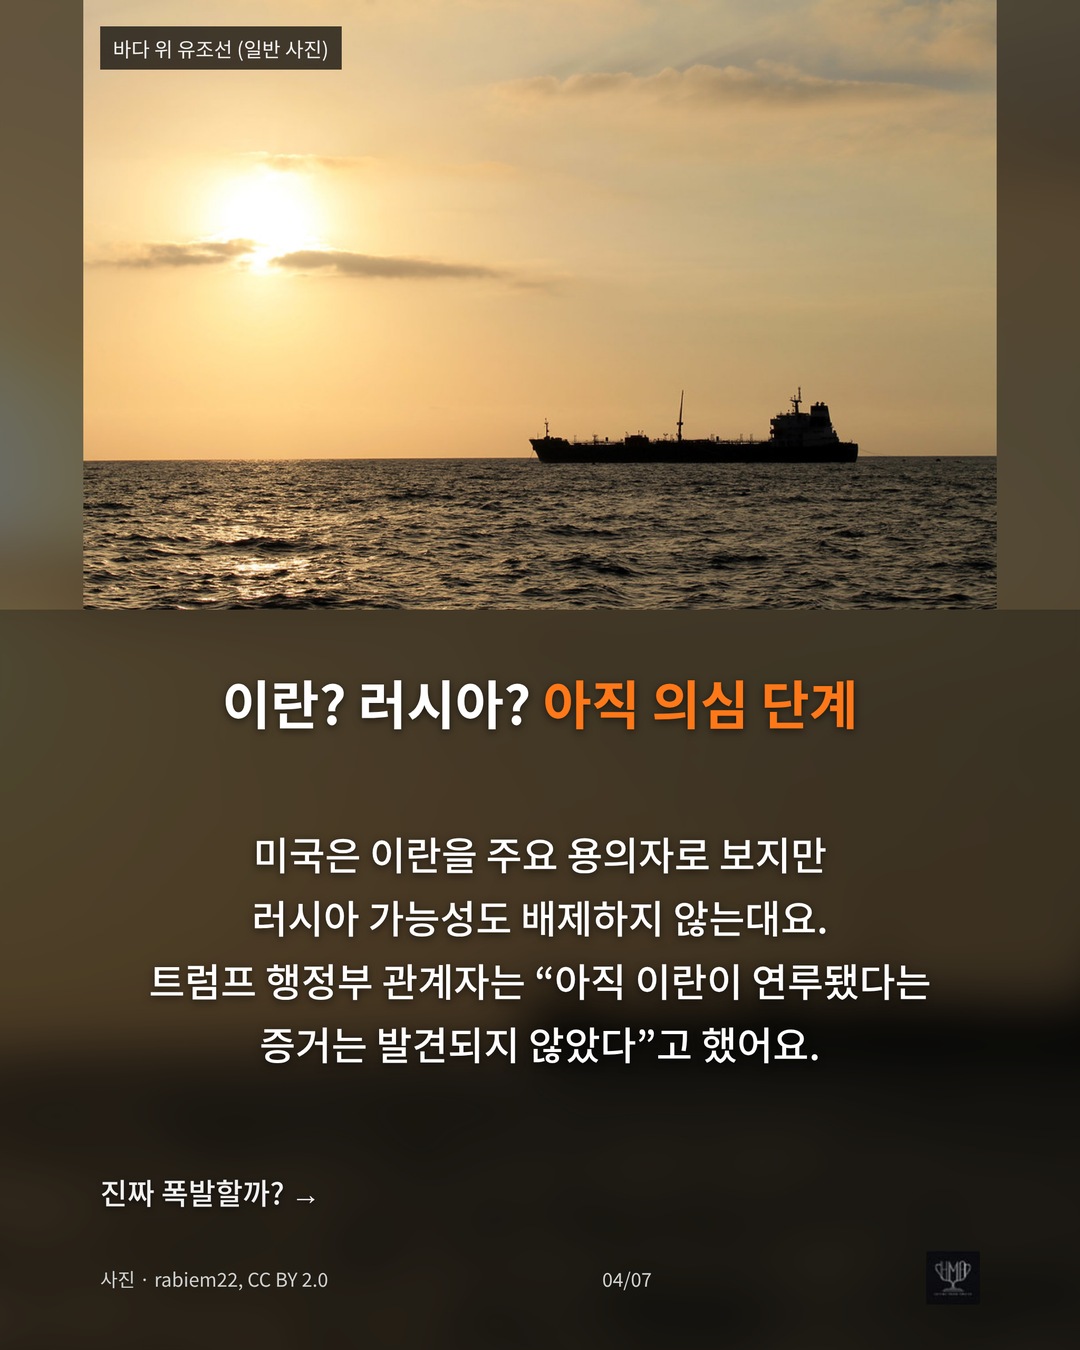 바다 위 유조선 (일반 사진)
이란? 러시아? 아직 의심 단계
미국은 이란을 주요 용의자로 보지만
러시아 가능성도 배제하지 않는대요.
트럼프 행정부 관계자는 “아직 이란이 연루됐다는
증거는 발견되지 않았다”고 했어요.
진짜 폭발할까? →
사진 · rabiem22, CC BY 2.0
04/07